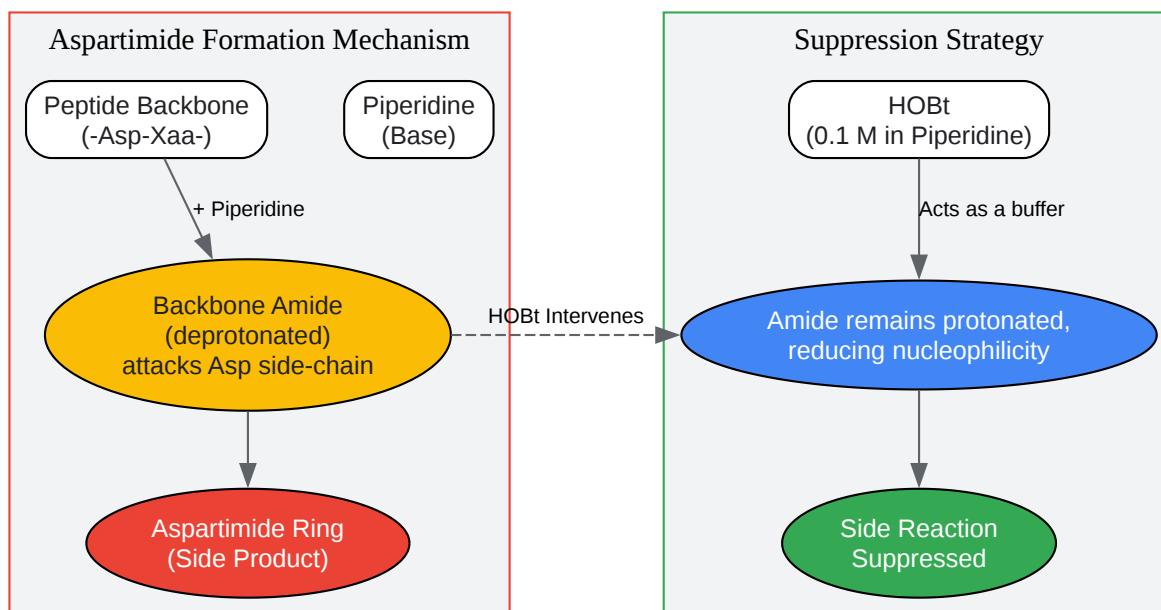 Aspartimide Formation Mechanism
Peptide Backbone
(-Asp-Xaa-)
Piperidine
(Base)
+ Piperidine
Backbone Amide
(deprotonated)
attacks Asp side-chain
Aspartimide Ring
(Side Product)
HOBt Intervenes
Suppression Strategy
HOBt
(0.1 M in Piperidine)
Acts as a buffer
Amide remains protonated,
reducing nucleophilicity
Side Reaction
Suppressed